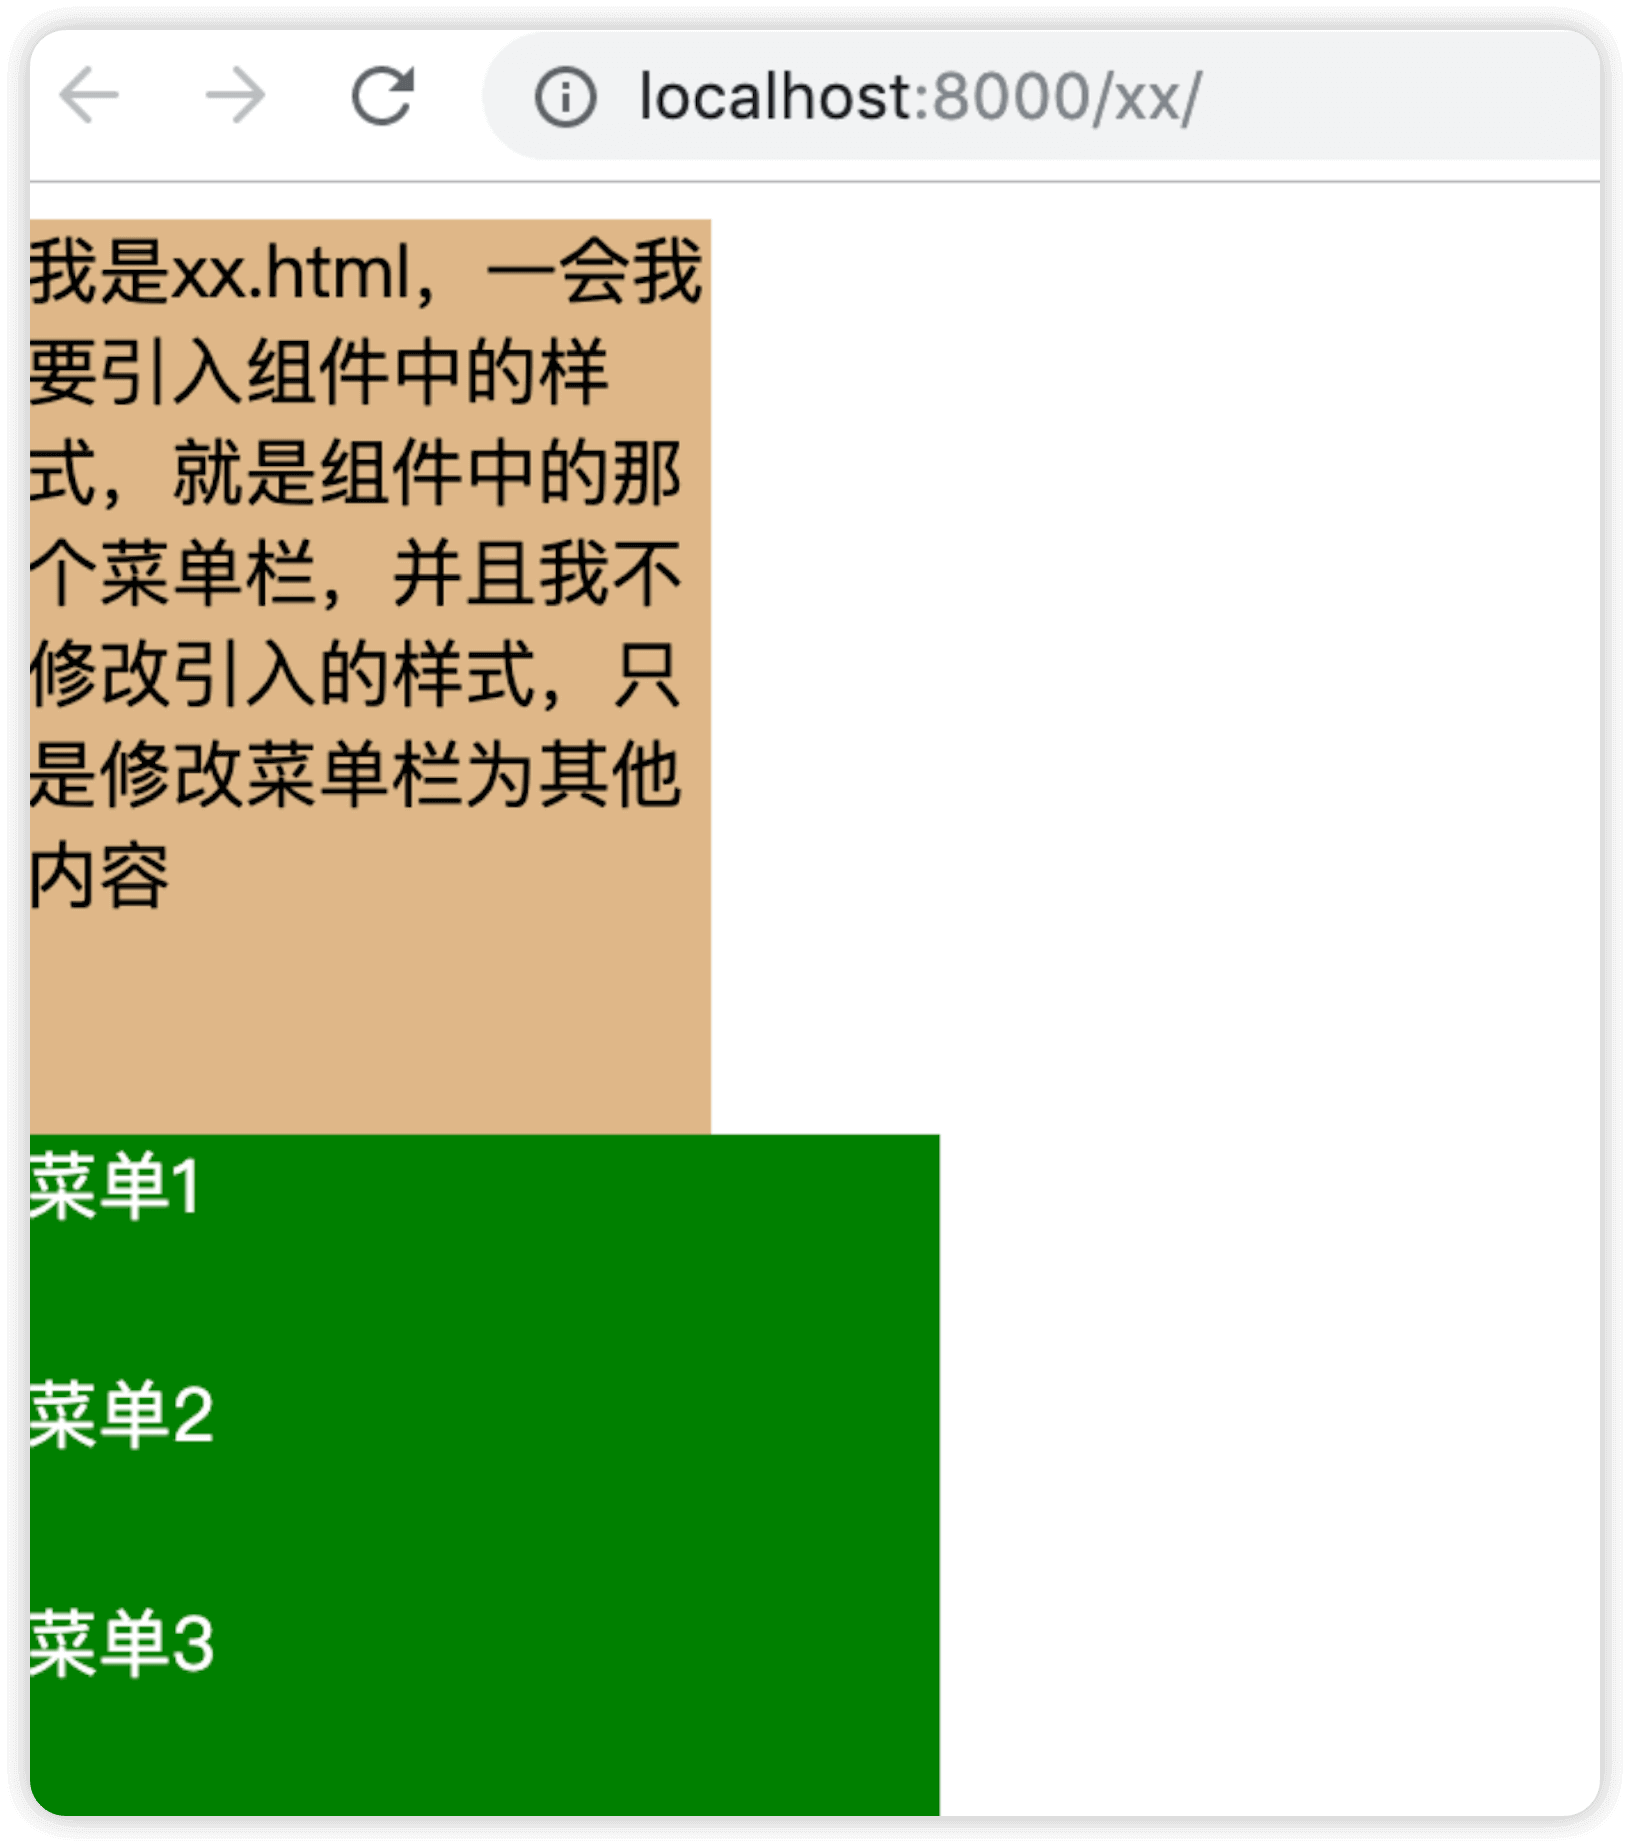 localhost:8000/xx/
我是xx.html，一会我
要引入组件中的样
式，就是组件中的那
个菜单栏，并且我不
修改引入的样式，只
是修改菜单栏为其他
内容
菜单1
菜单2
菜单3